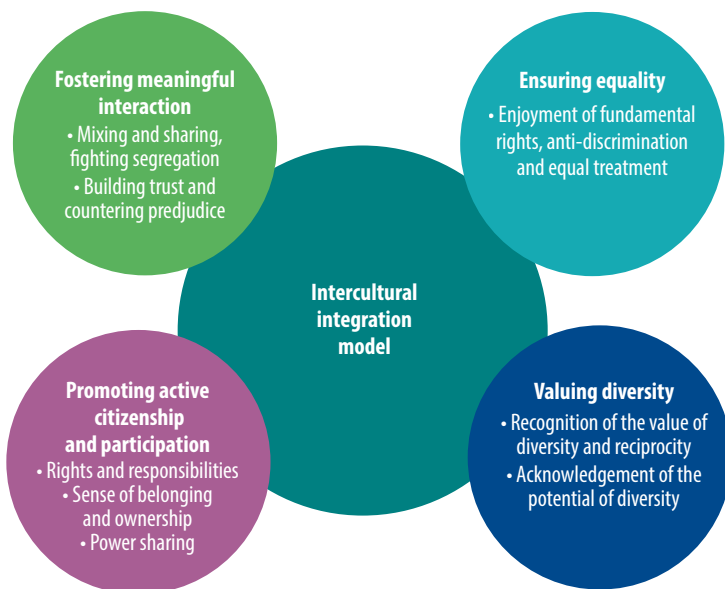 Fostering meaningful
interaction
• Mixing and sharing,
fighting segregation
• Building trust and
countering predjudice
Ensuring equality
• Enjoyment of fundamental
rights, anti-discrimination
and equal treatment
Intercultural
integration
model
Promoting active
citizenship
and participation
• Rights and responsibilities
• Sense of belonging
and ownership
• Power sharing
Valuing diversity
• Recognition of the value of
diversity and reciprocity
• Acknowledgement of the
potential of diversity